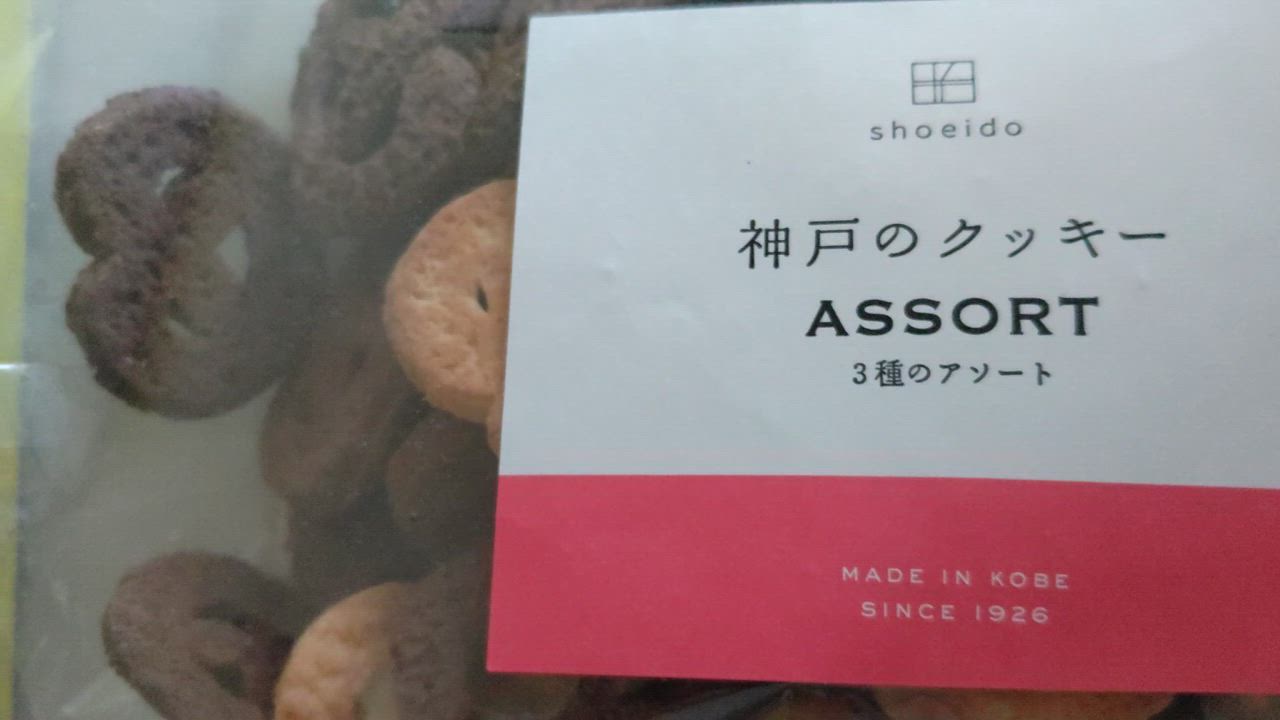 shoeido
神戸のクッキー
ASSORT
3種のアソート
MADE IN KOBE
SINCE 1926